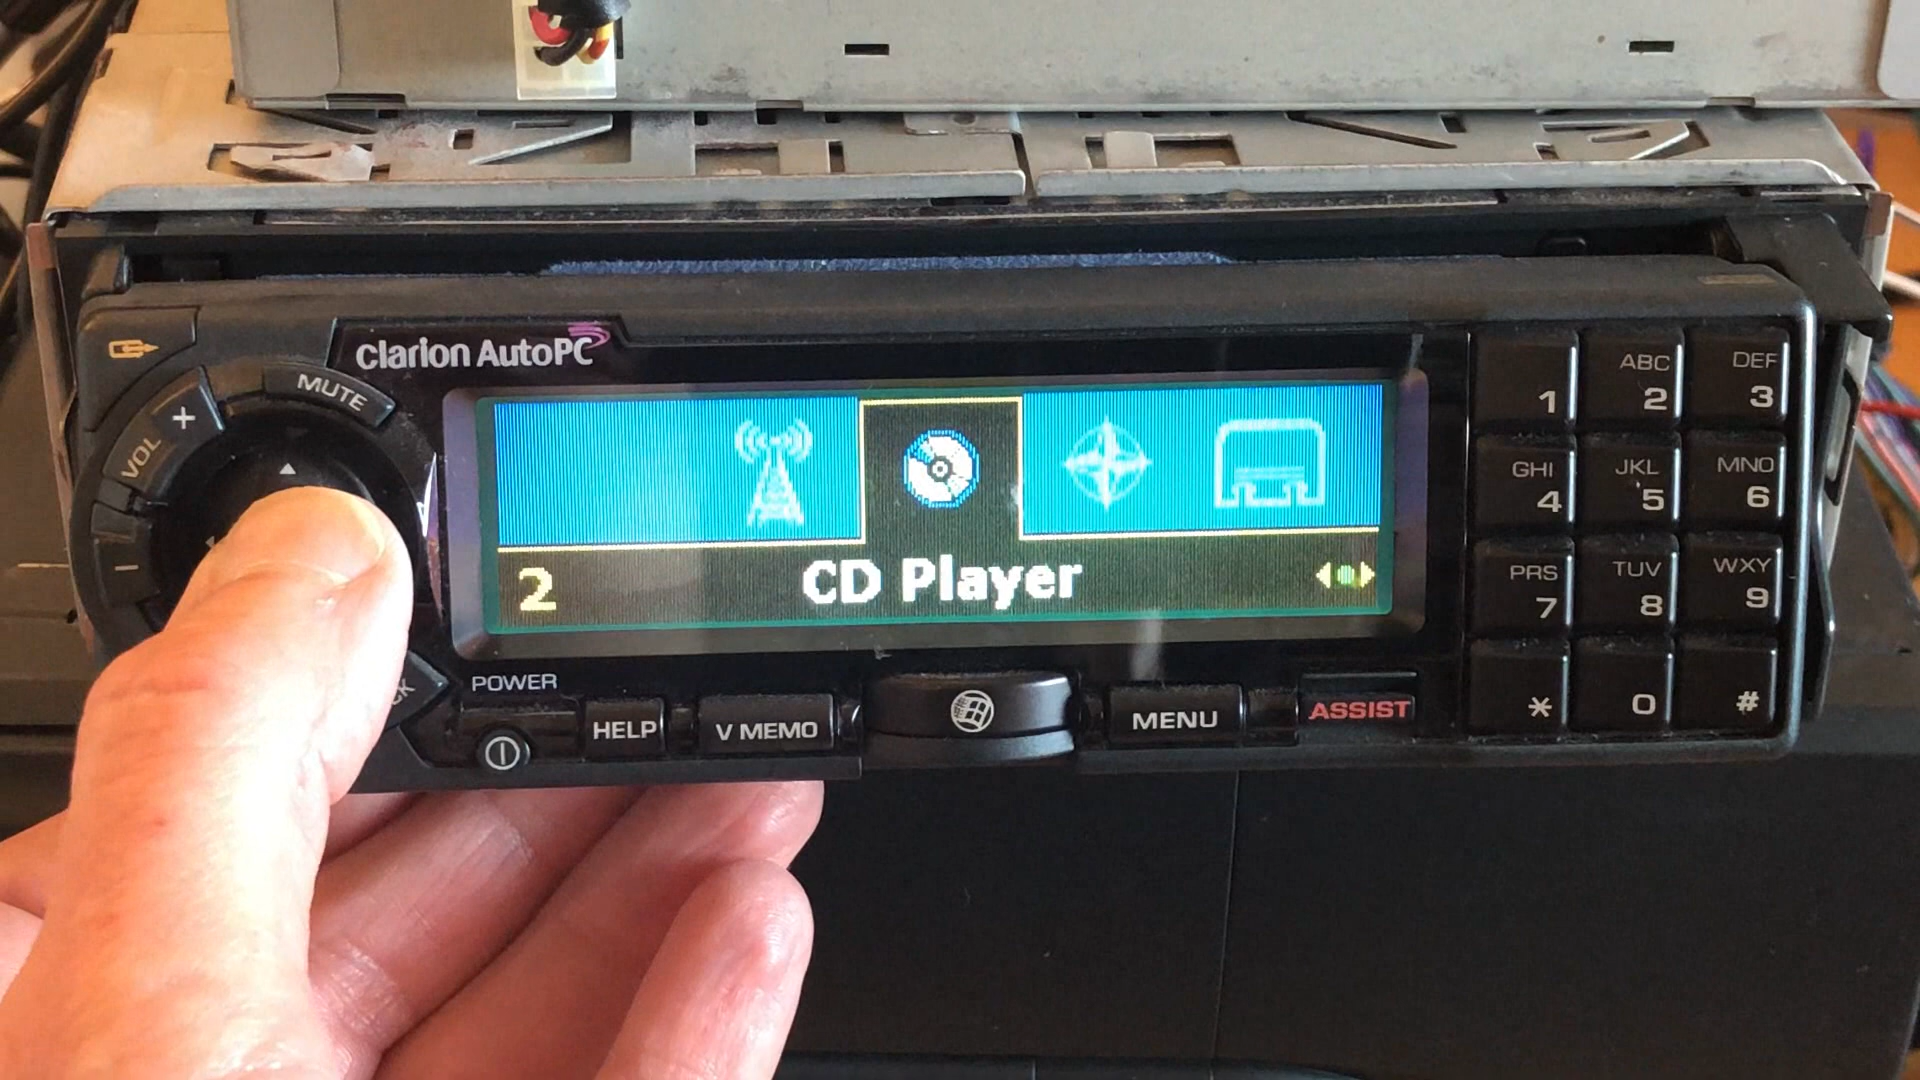 Clarion AutoPC
MUTE
VOL
+
−
2
CD Player
POWER
HELP
V MEMO
MENU
ASSIST
1
ABC
2
DEF
3
GHI
4
JKL
5
MNO
6
PRS
7
TUV
8
WXY
9
*
0
#